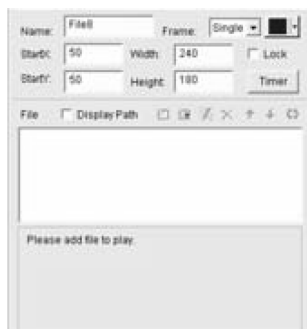 Name: File8 Frame: Single
StartX: 50 Width: 240 Lock
StartY: 50 Height: 180 Timer
File Display Path
Please add file to play.